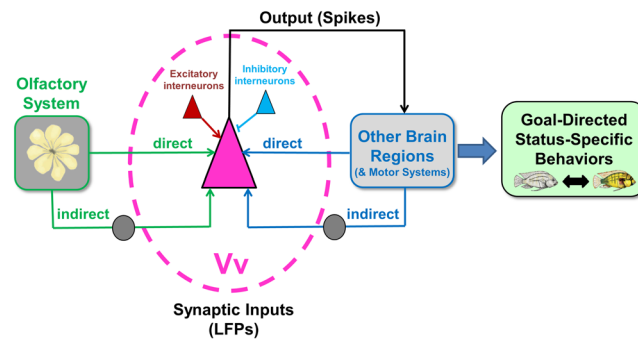 Output (Spikes)
Excitatory
interneurons
Inhibitory
interneurons
Olfactory
System
direct
direct
Other Brain
Regions
(& Motor Systems)
Goal-Directed
Status-Specific
Behaviors
indirect
indirect
Vv
Synaptic Inputs
(LFPs)